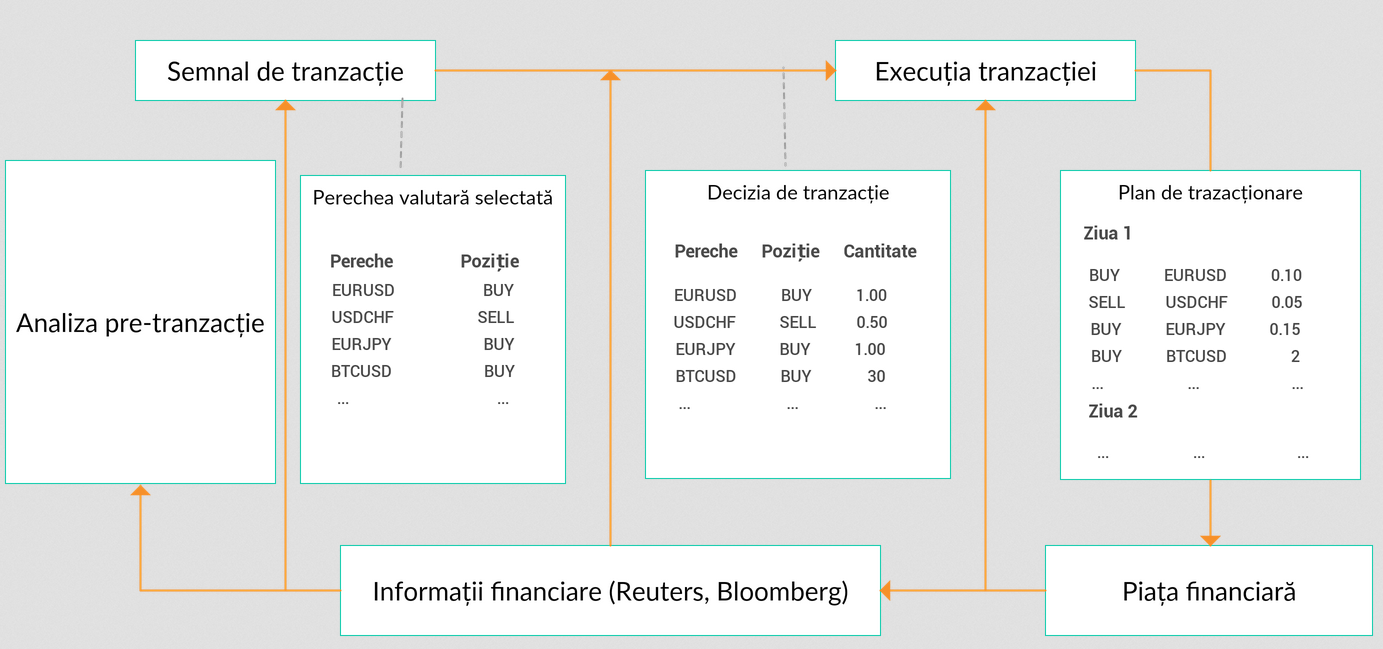 Semnal de tranzacție
Execuția tranzacției
Analiza pre-tranzacție
Perechea valutară selectată
Pereche Poziție
EURUSD BUY
USDCHF SELL
EURJPY BUY
BTCUSD BUY
... ...
Decizia de tranzacție
Pereche Poziție Cantitate
EURUSD BUY 1.00
USDCHF SELL 0.50
EURJPY BUY 1.00
BTCUSD BUY 30
... ... ...
Plan de trazacționare
Ziua 1
BUY EURUSD 0.10
SELL USDCHF 0.05
BUY EURJPY 0.15
BUY BTCUSD 2
... ... ...
Ziua 2
... ... ...
Informații financiare (Reuters, Bloomberg)
Piața financiară